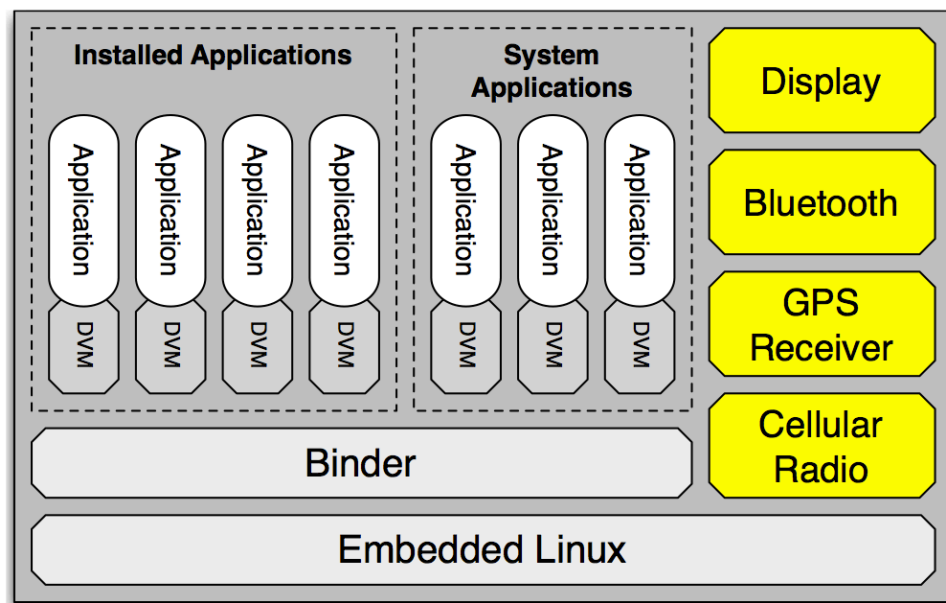 Installed Applications
System
Applications
Application
Application
Application
Application
Application
Application
Application
DVM
DVM
DVM
DVM
DVM
DVM
DVM
Display
Bluetooth
GPS
Receiver
Cellular
Radio
Binder
Embedded Linux